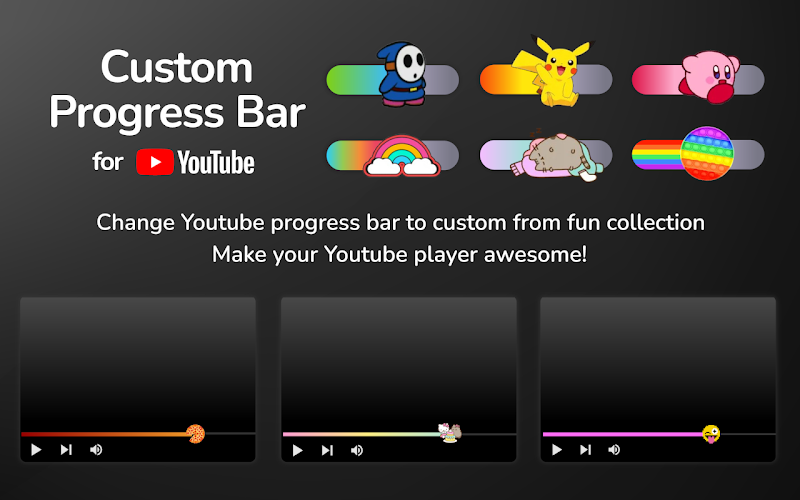 Custom
Progress Bar
for YouTube
Change Youtube progress bar to custom from fun collection
Make your Youtube player awesome!